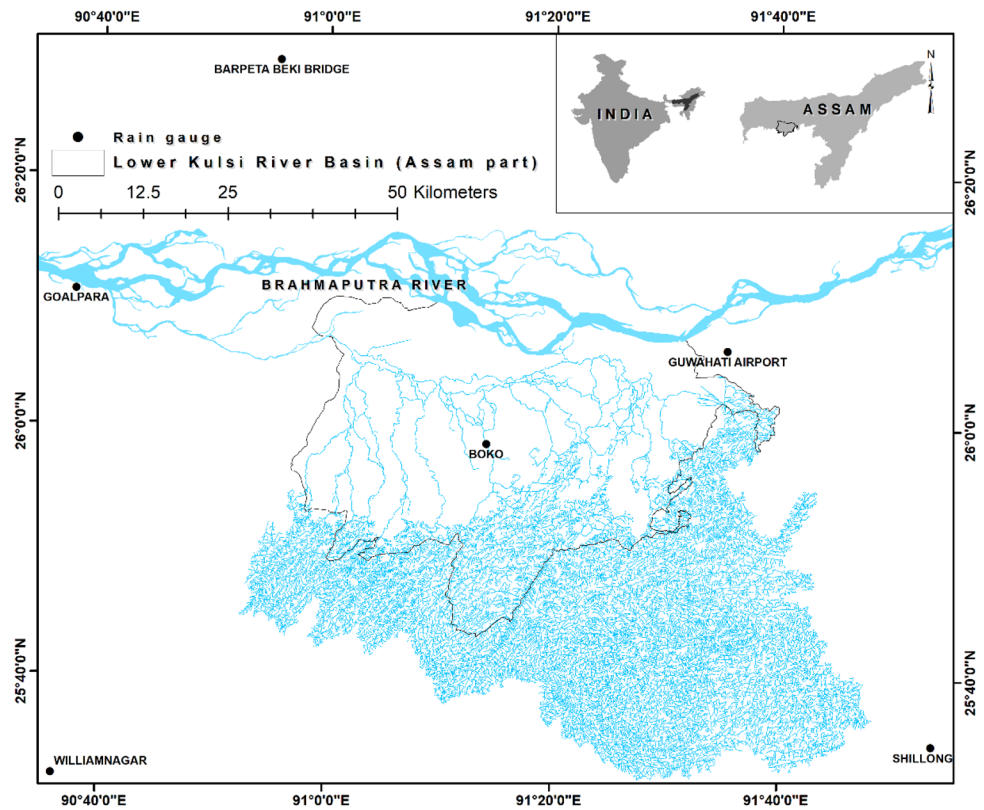 90°40'0"E 91°0'0"E 91°20'0"E 91°40'0"E
BARPETA BEKI BRIDGE
N
INDIA
ASSAM
Rain gauge
Lower Kulsi River Basin (Assam part)
26°20'0"N
26°20'0"N
0 12.5 25 50 Kilometers
BRAHMAPUTRA RIVER
GOALPARA
GUWAHATI AIRPORT
26°0'0"N
26°0'0"N
BOKO
25°40'0"N
25°40'0"N
WILLIAMNAGAR
SHILLONG
90°40'0"E 91°0'0"E 91°20'0"E 91°40'0"E